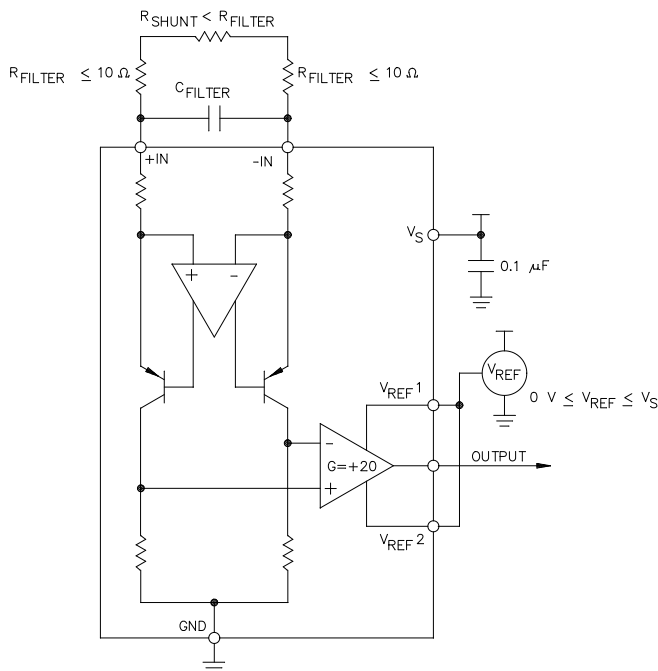 R_SHUNT < R_FILTER
R_FILTER ≤ 10 Ω
R_FILTER ≤ 10 Ω
C_FILTER
+IN
-IN
V_S
+
-
0.1 μF
V_REF
V_REF 1
0 V ≤ V_REF ≤ V_S
-
G=+20
+
OUTPUT
V_REF 2
GND